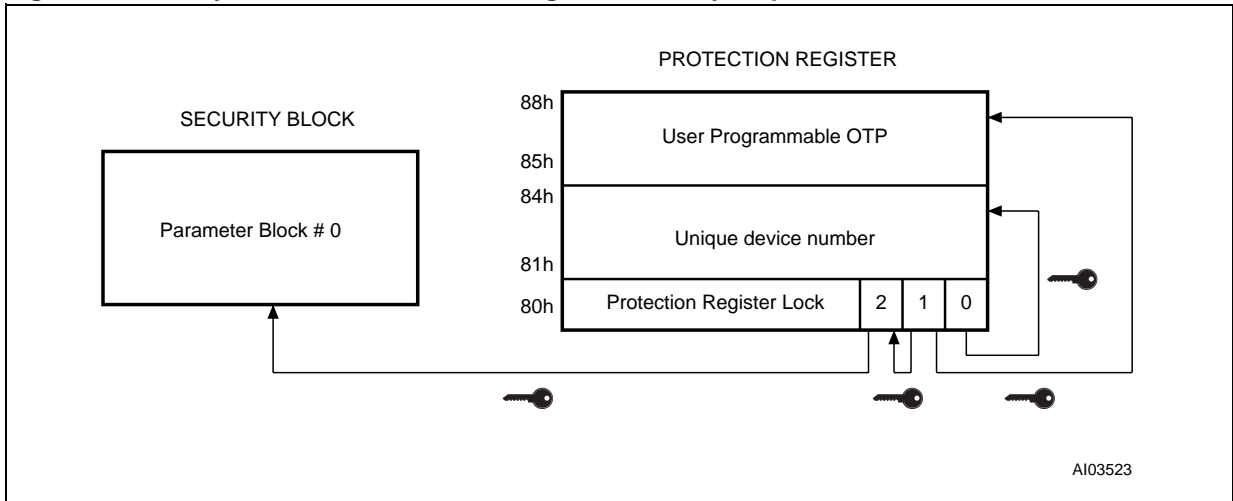 PROTECTION REGISTER
SECURITY BLOCK
88h
User Programmable OTP
85h
84h
Parameter Block # 0
Unique device number
81h
80h
Protection Register Lock 2 1 0
AI03523